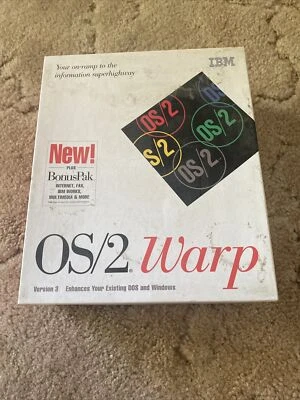 Your on-ramp to the
information superhighway
IBM
OS/2
OS/2
S/2
OS/2
New!
PLUS
BonusPak
INTERNET, FAX,
IBM WORKS,
MULTIMEDIA & MORE
OS/2® Warp
Version 3 Enhances Your Existing DOS and Windows